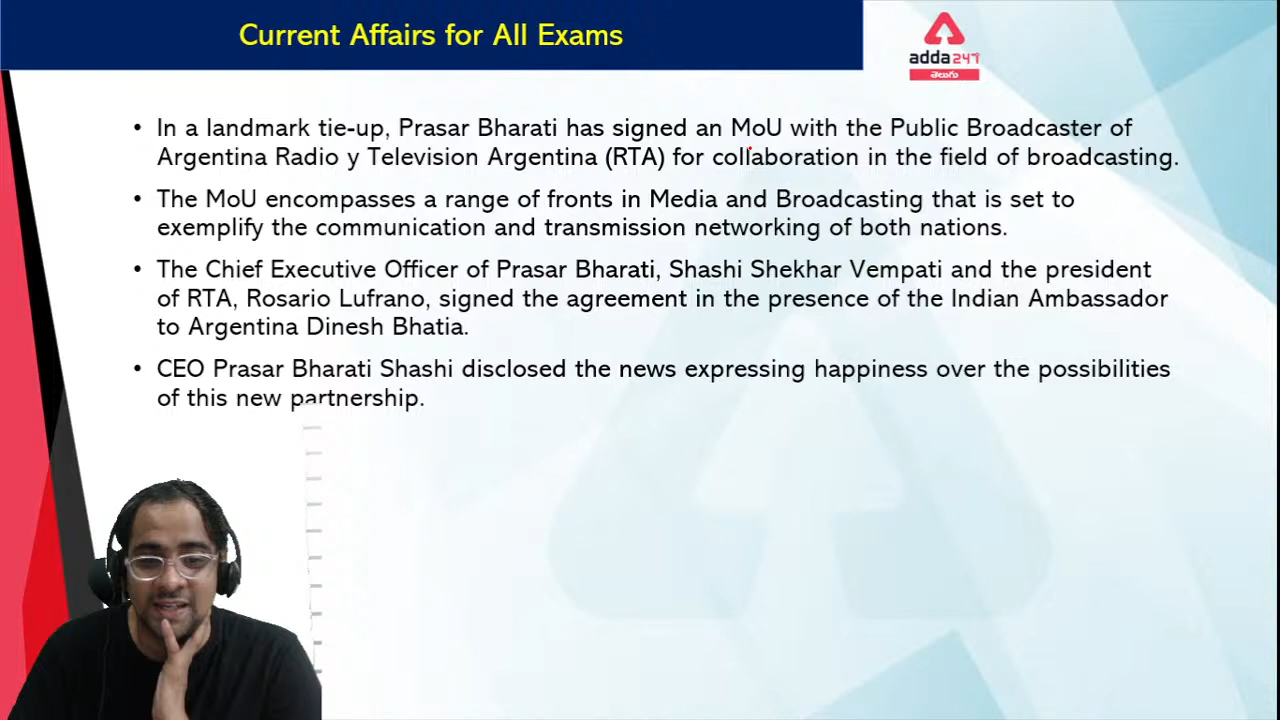 Current Affairs for All Exams
adda247
తెలుగు
• In a landmark tie-up, Prasar Bharati has signed an MoU with the Public Broadcaster of
Argentina Radio y Television Argentina (RTA) for collaboration in the field of broadcasting.
• The MoU encompasses a range of fronts in Media and Broadcasting that is set to
exemplify the communication and transmission networking of both nations.
• The Chief Executive Officer of Prasar Bharati, Shashi Shekhar Vempati and the president
of RTA, Rosario Lufrano, signed the agreement in the presence of the Indian Ambassador
to Argentina Dinesh Bhatia.
• CEO Prasar Bharati Shashi disclosed the news expressing happiness over the possibilities
of this new partnership.